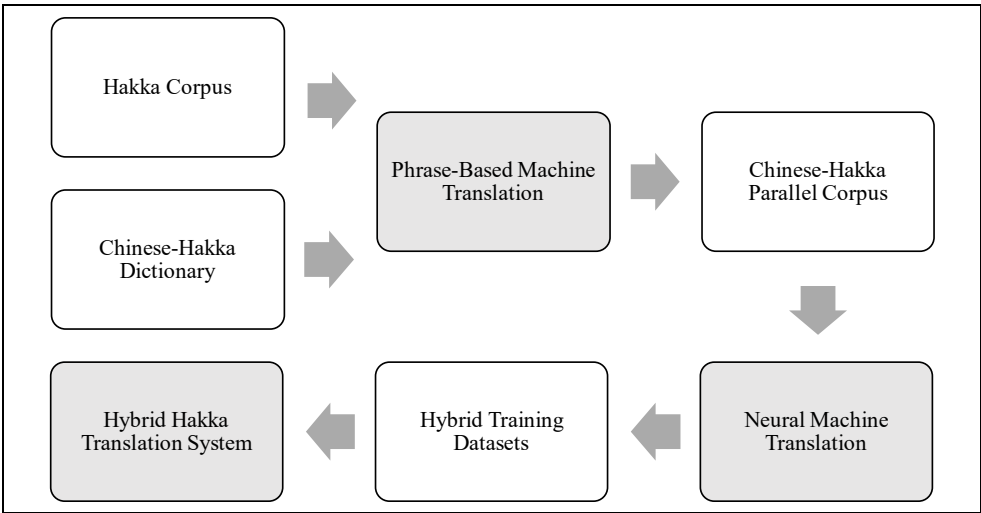 Hakka Corpus
Chinese-Hakka
Dictionary
Phrase-Based Machine
Translation
Chinese-Hakka
Parallel Corpus
Neural Machine
Translation
Hybrid Training
Datasets
Hybrid Hakka
Translation System